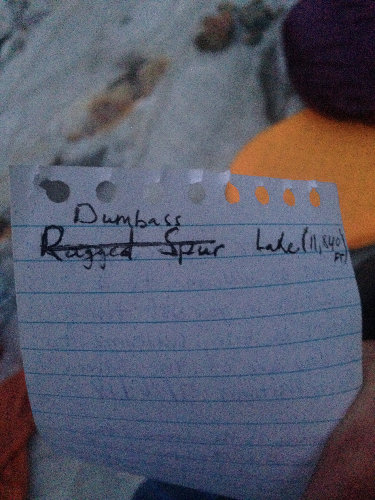 Dumbass
Rugged Spur Lake (11,840 FT)